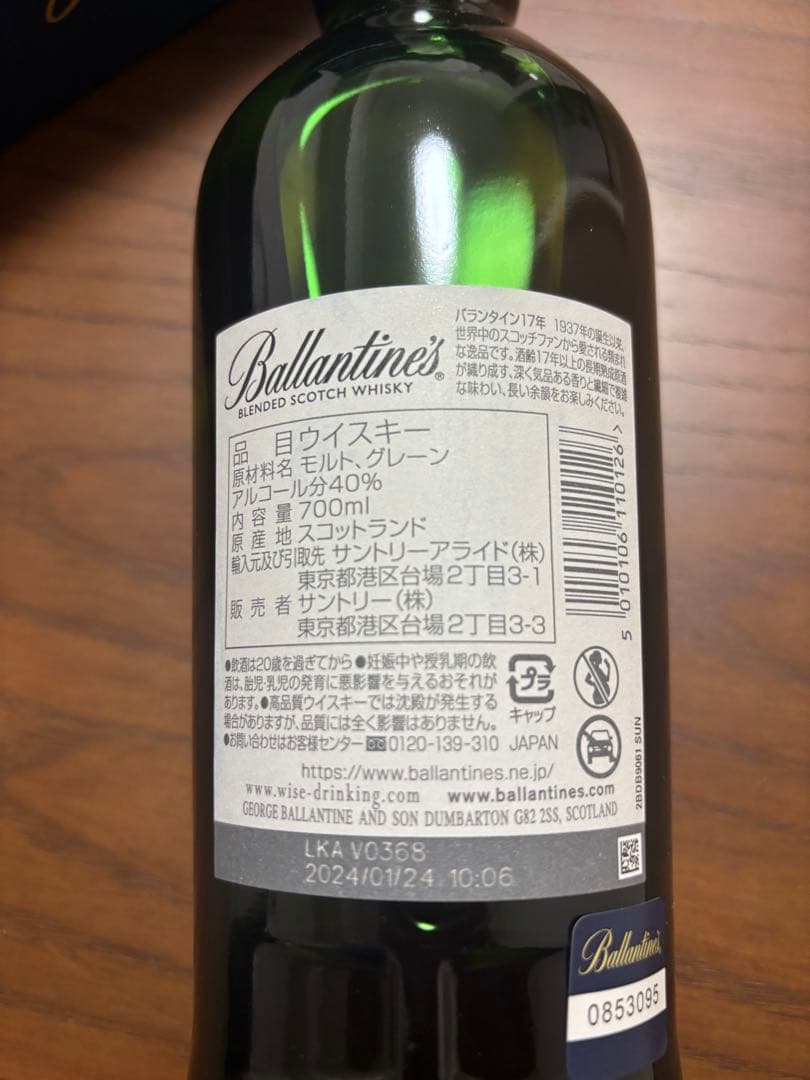 Ballantine's®
BLENDED SCOTCH WHISKY
バランタイン17年 1937年の誕生以来、
世界中のスコッチファンから愛される類まれ
な逸品です。酒齢17年以上の長期熟成原酒
が織り成す、深く気品ある香りと繊細で複雑
な味わい、長い余韻をお楽しみください。
品目 ウイスキー
原材料名 モルト、グレーン
アルコール分40%
内容量 700ml
原産地 スコットランド
輸入元及び引取先 サントリーアライド(株)
東京都港区台場2丁目3-1
販売者 サントリー(株)
東京都港区台場2丁目3-3
5 010106 110126 >
●飲酒は20歳を過ぎてから●妊娠中や授乳期の飲
酒は、胎児・乳児の発育に悪影響を与えるおそれが
あります。●高品質ウイスキーでは沈殿が発生する
場合がありますが、品質には全く影響はありません。
●お問い合わせはお客様センター 0120-139-310 JAPAN
プラ
キャップ
https://www.ballantines.ne.jp/
www.wise-drinking.com www.ballantines.com
GEORGE BALLANTINE AND SON DUMBARTON G82 2SS, SCOTLAND
2BDB9061 SUN
LKA V0368
2024/01/24 10:06
Ballantine's
0853095